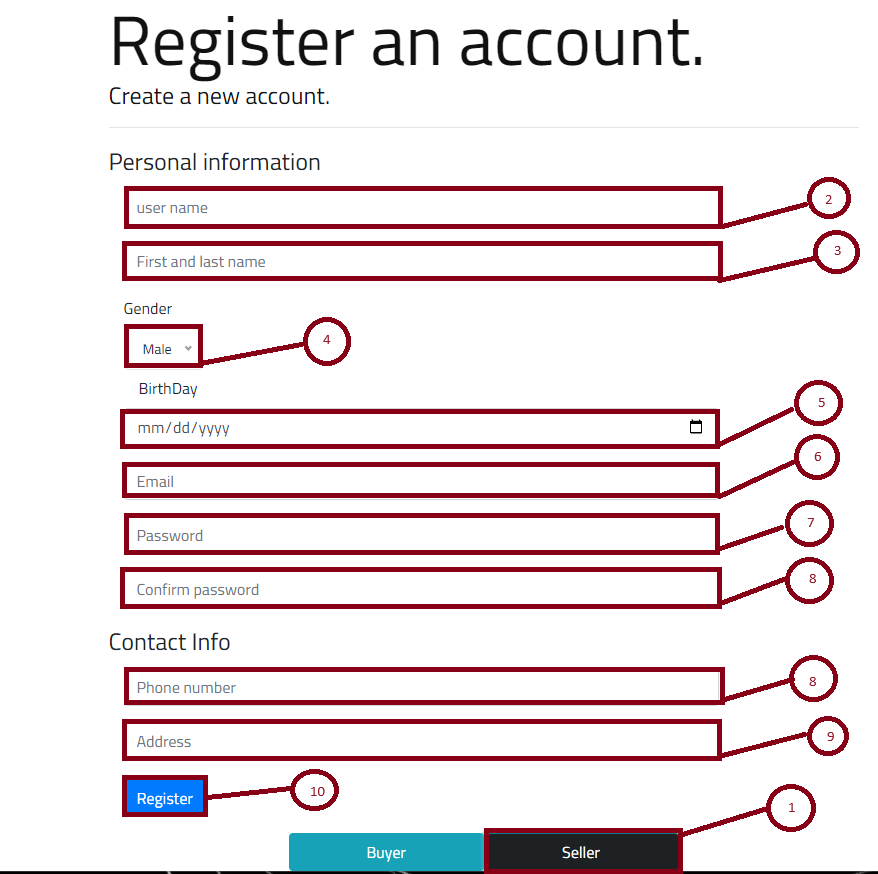 Register an account.
Create a new account.
Personal information
user name
2
First and last name
3
Gender
Male
4
BirthDay
mm/dd/yyyy
5
Email
6
Password
7
Confirm password
8
Contact Info
Phone number
8
Address
9
Register
10
Buyer
Seller
1